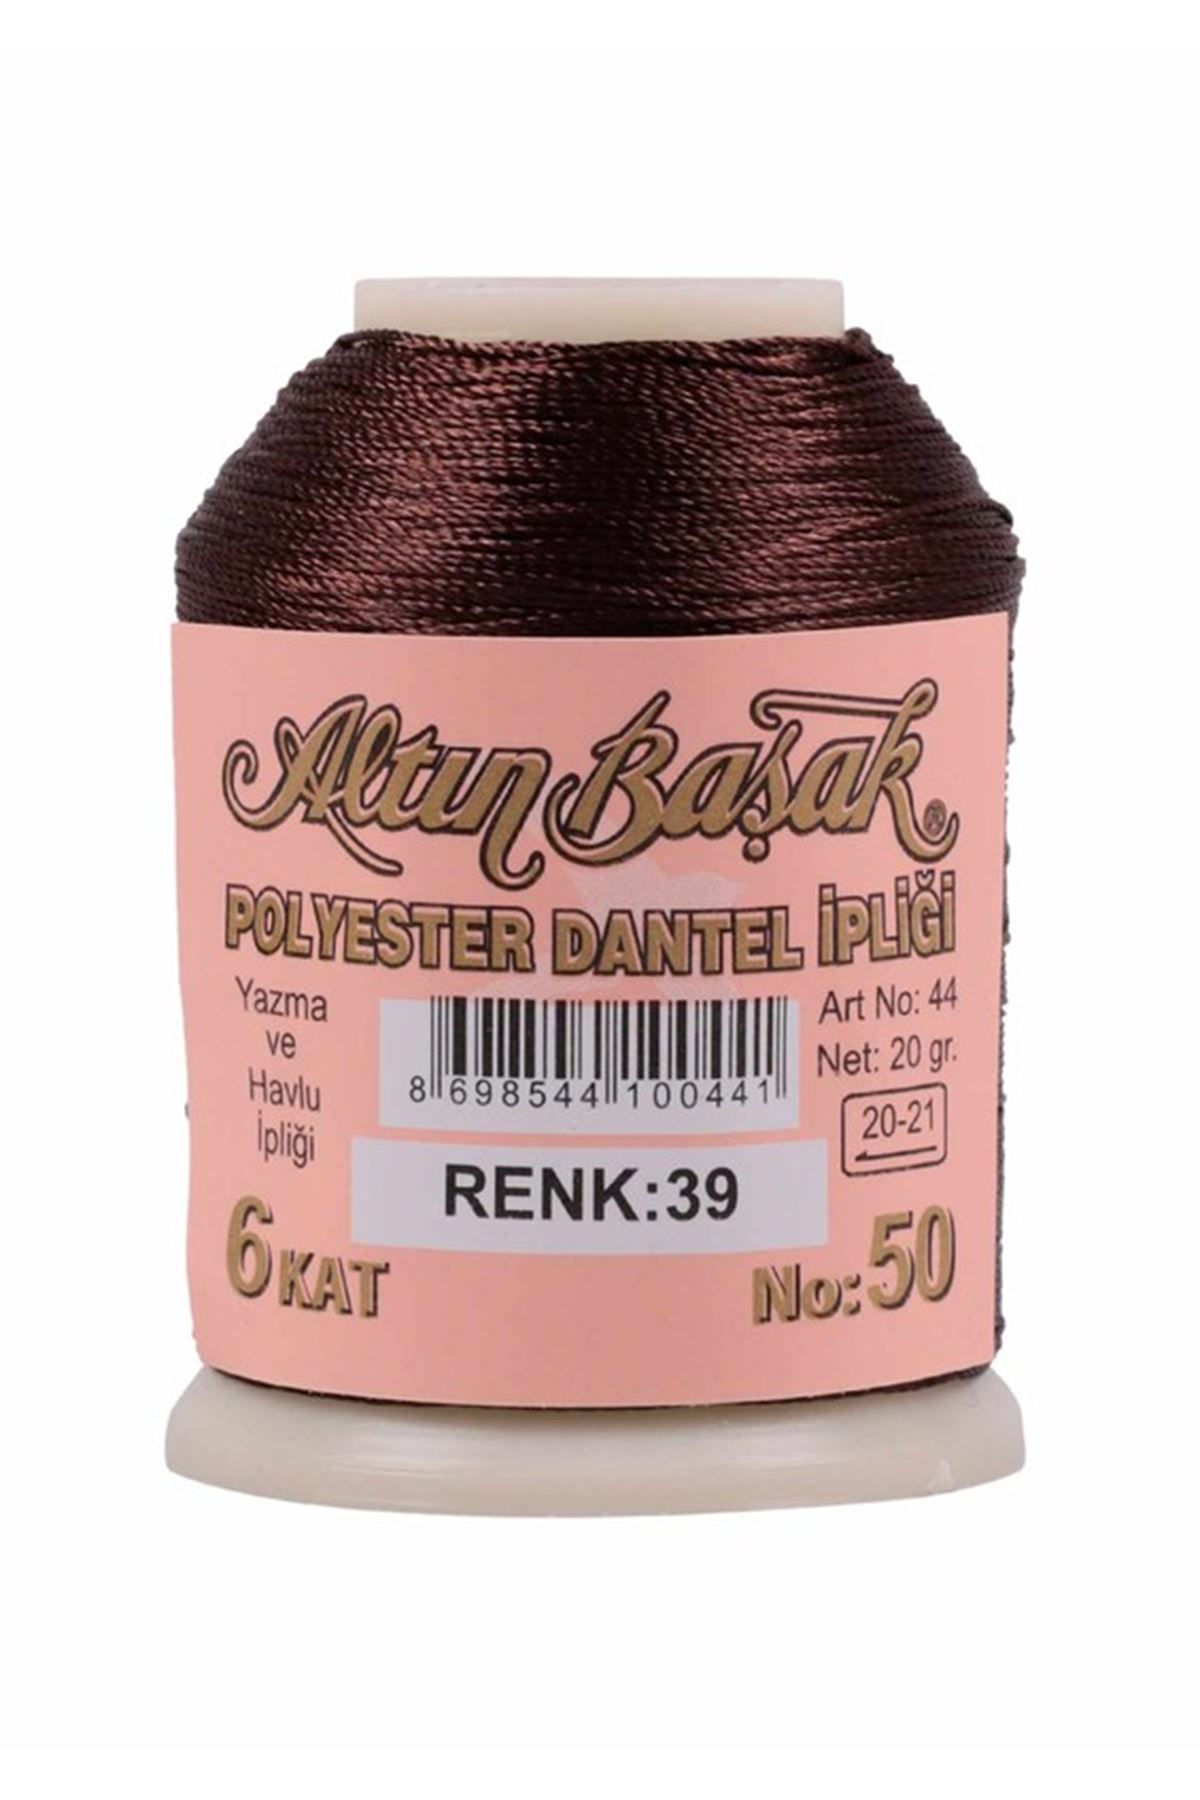 Altın Başak ®
POLYESTER DANTEL İPLİĞİ
Yazma
ve
Havlu
İpliği
8 698544 100441
Art No: 44
Net: 20 gr.
20-21
RENK:39
6 KAT
No: 50